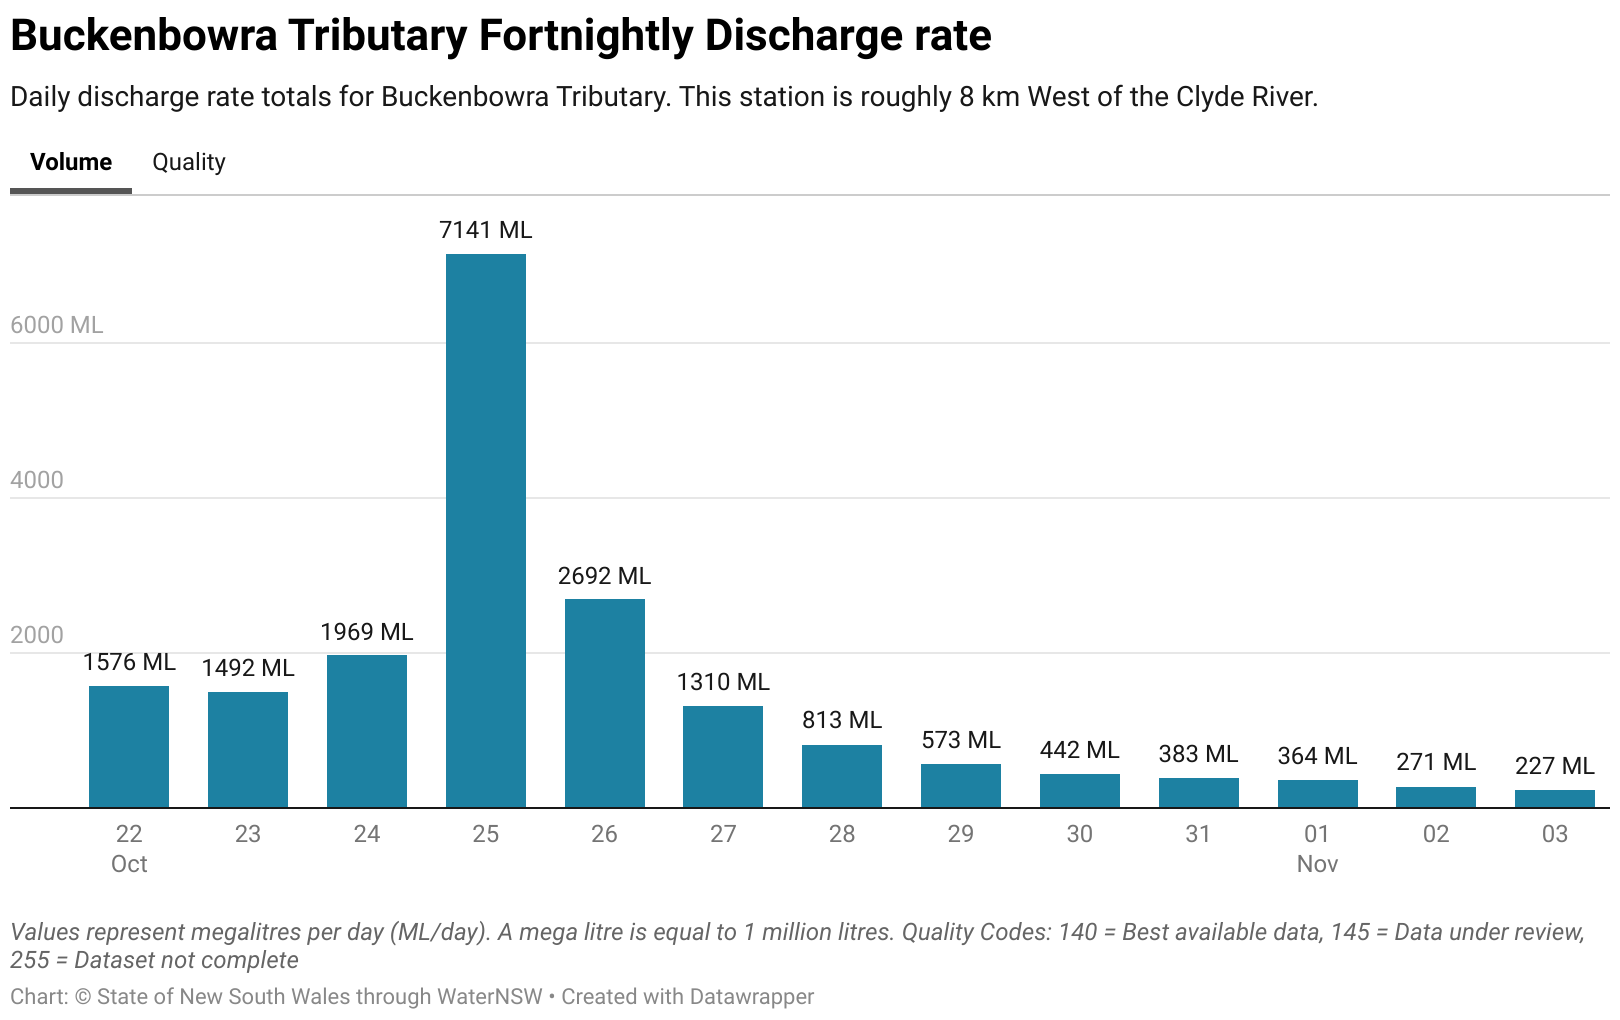 Buckenbowra Tributary Fortnightly Discharge rate
Daily discharge rate totals for Buckenbowra Tributary. This station is roughly 8 km West of the Clyde River.
Volume Quality
7141 ML
6000 ML
4000
2692 ML
2000
1969 ML
1576 ML
1492 ML
1310 ML
813 ML
573 ML
442 ML
383 ML
364 ML
271 ML
227 ML
22 23 24 25 26 27 28 29 30 31 01 02 03
Oct Nov
Values represent megalitres per day (ML/day). A mega litre is equal to 1 million litres. Quality Codes: 140 = Best available data, 145 = Data under review,
255 = Dataset not complete
Chart: © State of New South Wales through WaterNSW • Created with Datawrapper